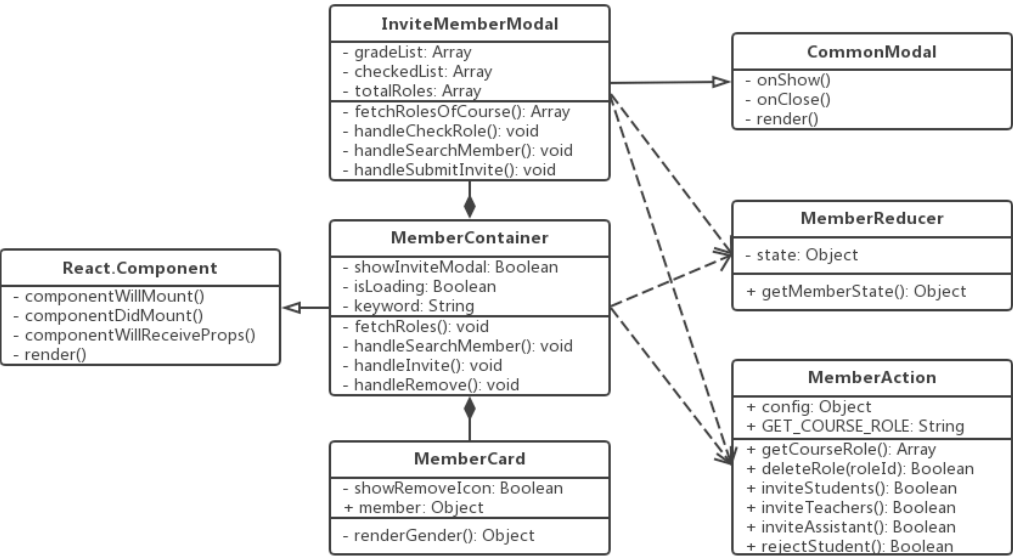 InviteMemberModal
- gradeList: Array
- checkedList: Array
- totalRoles: Array
- fetchRolesOfCourse(): Array
- handleCheckRole(): void
- handleSearchMember(): void
- handleSubmitInvite(): void
CommonModal
- onShow()
- onClose()
- render()
MemberReducer
- state: Object
+ getMemberState(): Object
MemberContainer
- showInviteModal: Boolean
- isLoading: Boolean
- keyword: String
- fetchRoles(): void
- handleSearchMember(): void
- handleInvite(): void
- handleRemove(): void
React.Component
- componentWillMount()
- componentDidMount()
- componentWillReceiveProps()
- render()
MemberAction
+ config: Object
+ GET_COURSE_ROLE: String
+ getCourseRole(): Array
+ deleteRole(roleId): Boolean
+ inviteStudents(): Boolean
+ inviteTeachers(): Boolean
+ inviteAssistant(): Boolean
+ rejectStudent(): Boolean
MemberCard
- showRemoveIcon: Boolean
+ member: Object
- renderGender(): Object